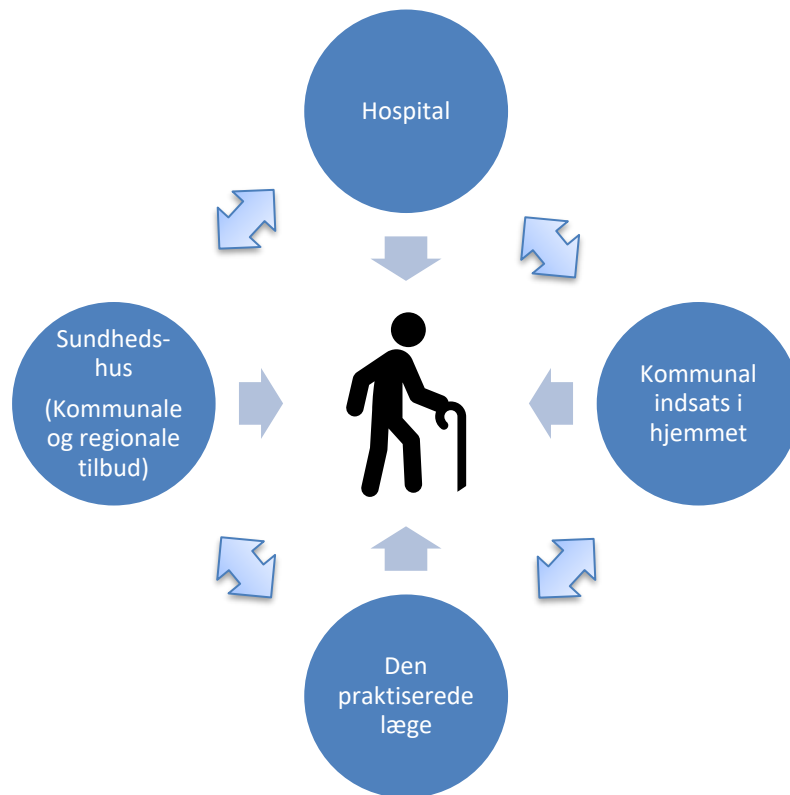 Hospital
Sundheds-
hus
(Kommunale
og regionale
tilbud)
Kommunal
indsats i
hjemmet
Den
praktiserede
læge